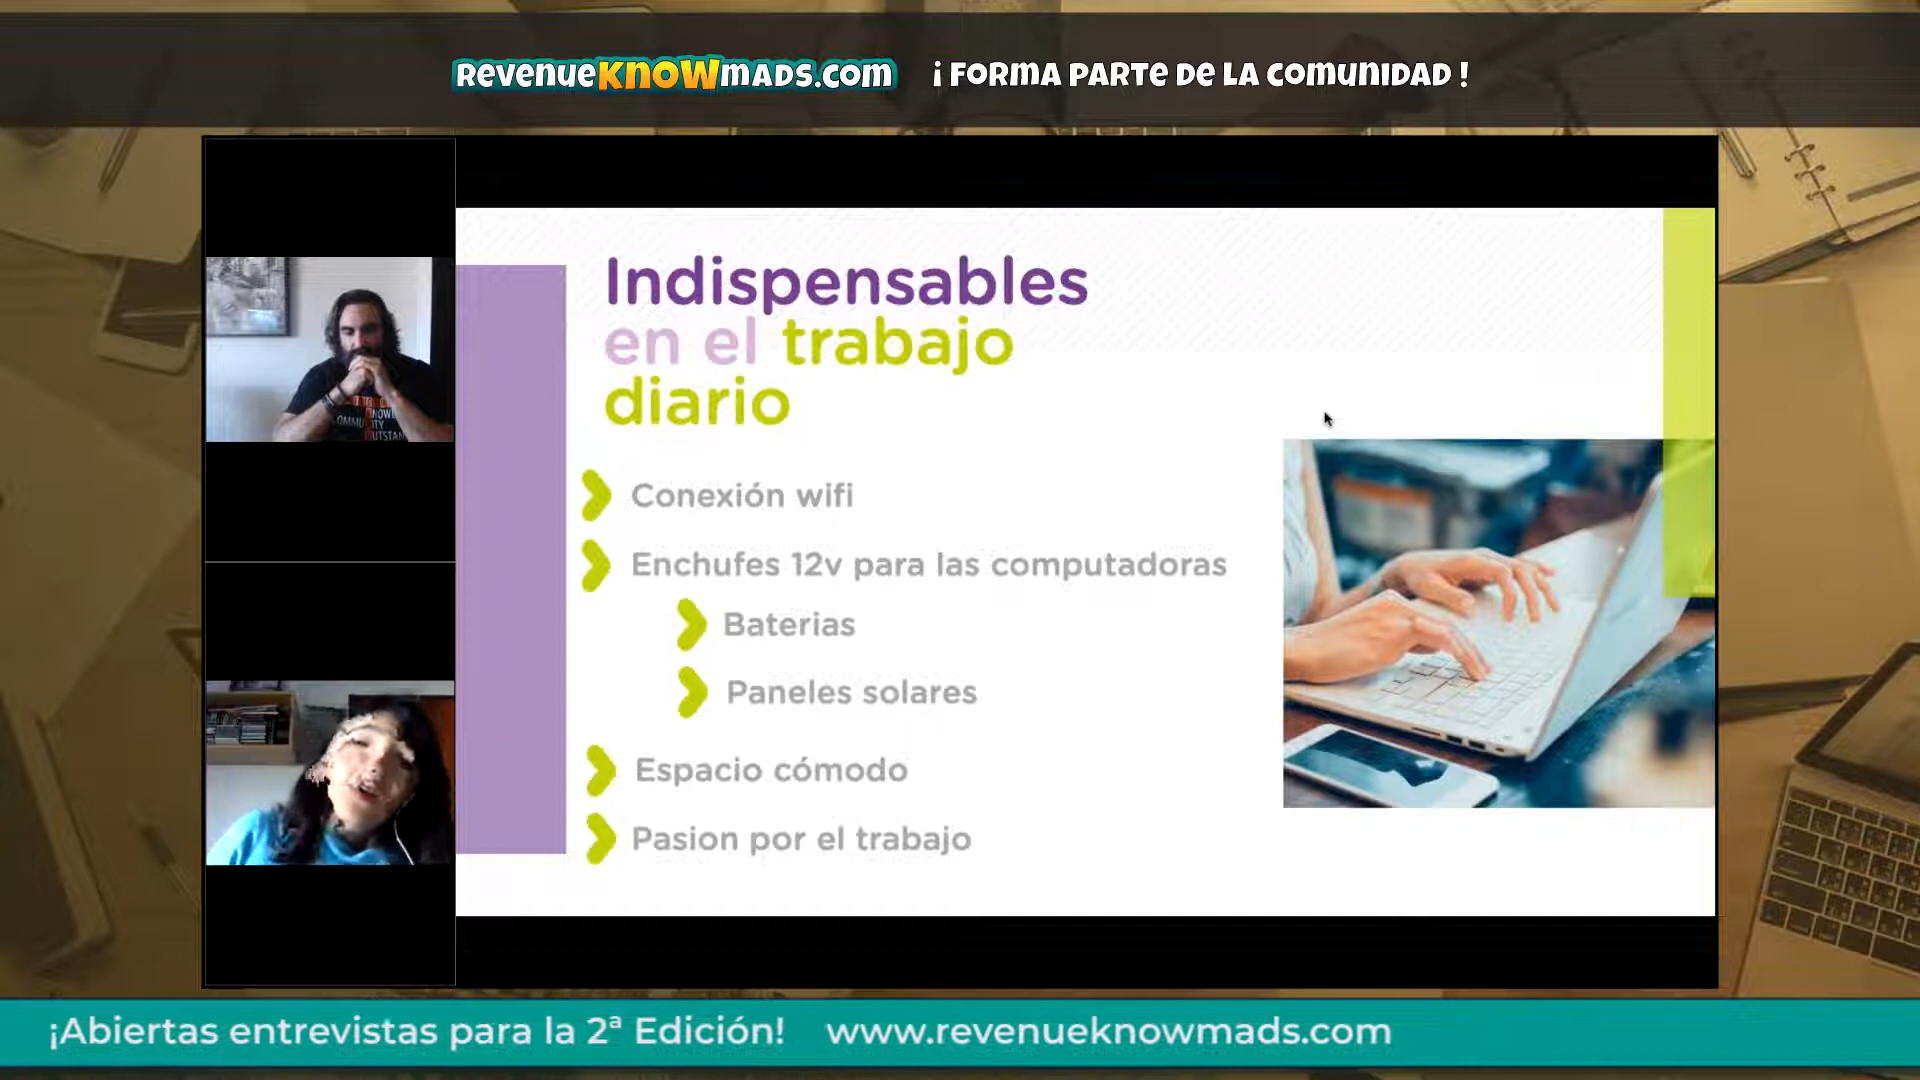 RevenueKNOWmads.com ¡ FORMA PARTE DE LA COMUNIDAD !
Indispensables
en el trabajo
diario
Conexión wifi
Enchufes 12v para las computadoras
Baterias
Paneles solares
Espacio cómodo
Pasion por el trabajo
¡Abiertas entrevistas para la 2ª Edición! www.revenueknowmads.com